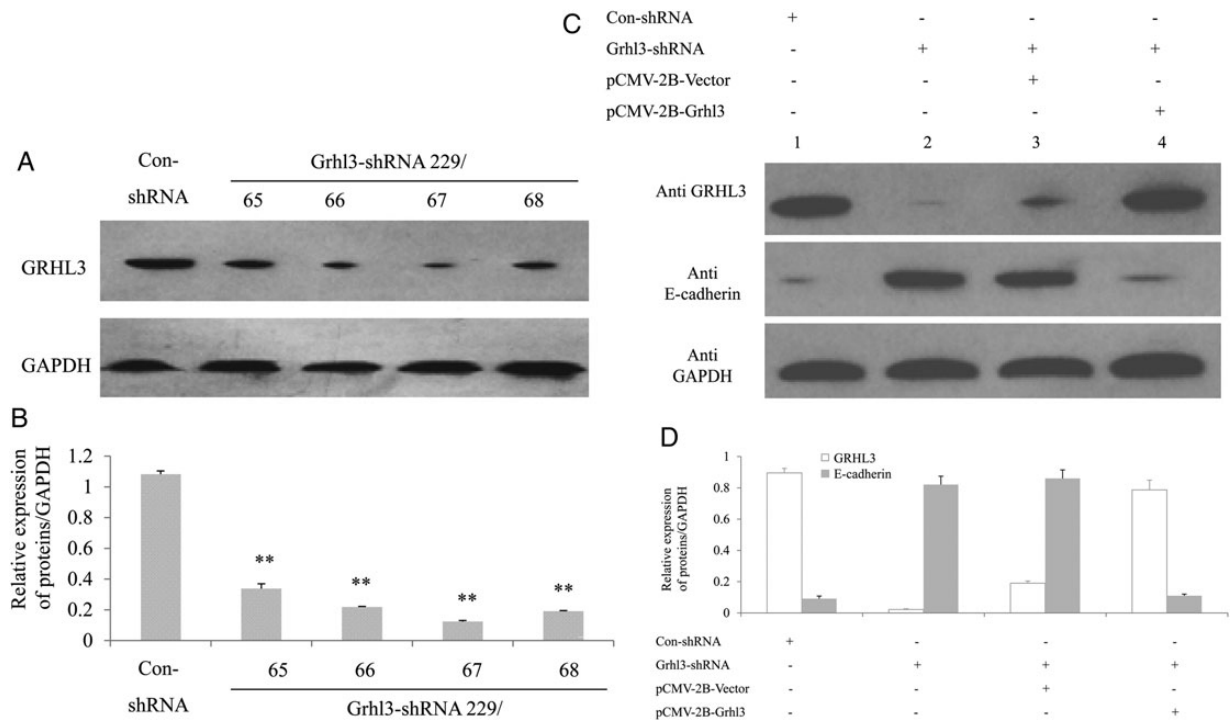 A
Con-
shRNA
Grhl3-shRNA 229/
65 66 67 68
GRHL3
GAPDH
B
Relative expression
of proteins/GAPDH
1.2
1
0.8
0.6
0.4
0.2
0
** ** ** **
Con-
shRNA
65 66 67 68
Grhl3-shRNA 229/
C
Con-shRNA + - - -
Grhl3-shRNA - + + +
pCMV-2B-Vector - - + -
pCMV-2B-Grhl3 - - - +
1 2 3 4
Anti GRHL3
Anti
E-cadherin
Anti
GAPDH
D
Relative expression
of proteins/GAPDH
1
0.8
0.6
0.4
0.2
0
GRHL3
E-cadherin
Con-shRNA + - - -
Grhl3-shRNA - + + +
pCMV-2B-Vector - - + -
pCMV-2B-Grhl3 - - - +